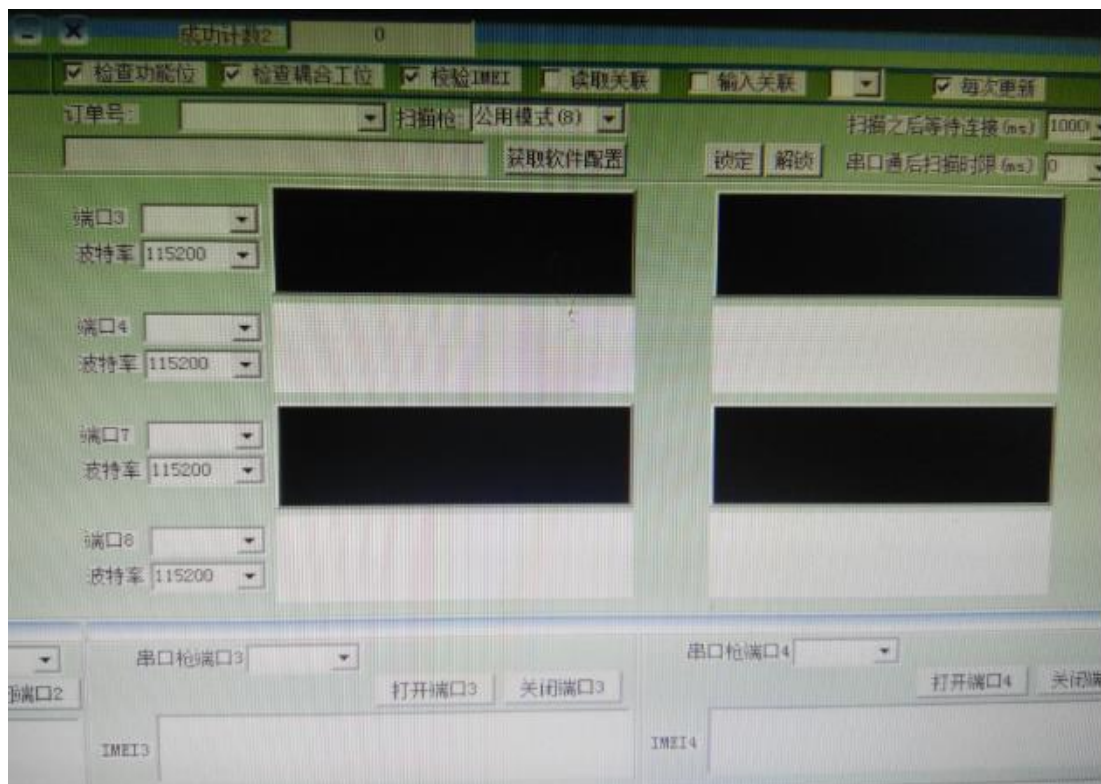 成功计数2 0
检查功能位 检查耦合工位 校验IMEI 读取关联 输入关联 每次更新
订单号: 扫描枪: 公用模式(8) 扫描之后等待连接(ms) 1000
获取软件配置 锁定 解锁 串口通后扫描时限(ms) 0
端口3
波特率 115200
端口4
波特率 115200
端口7
波特率 115200
端口8
波特率 115200
串口枪端口3 串口枪端口4
端口2 打开端口3 关闭端口3 打开端口4 关闭端
IMEI3 IMEI4